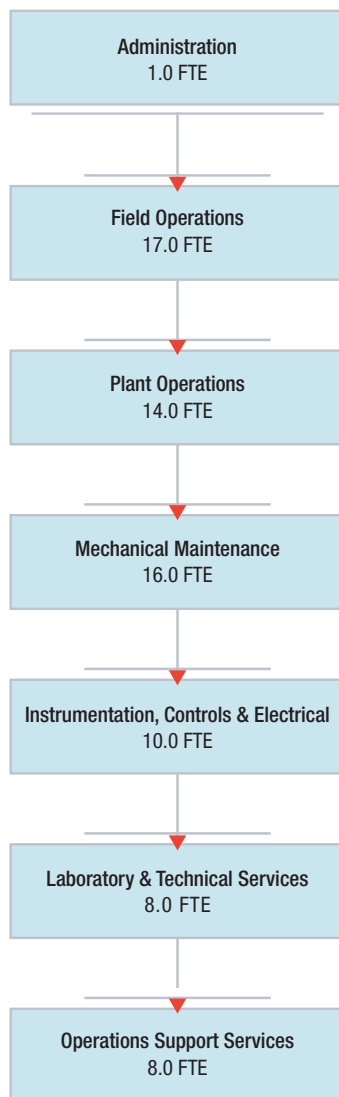 Administration
1.0 FTE
Field Operations
17.0 FTE
Plant Operations
14.0 FTE
Mechanical Maintenance
16.0 FTE
Instrumentation, Controls & Electrical
10.0 FTE
Laboratory & Technical Services
8.0 FTE
Operations Support Services
8.0 FTE